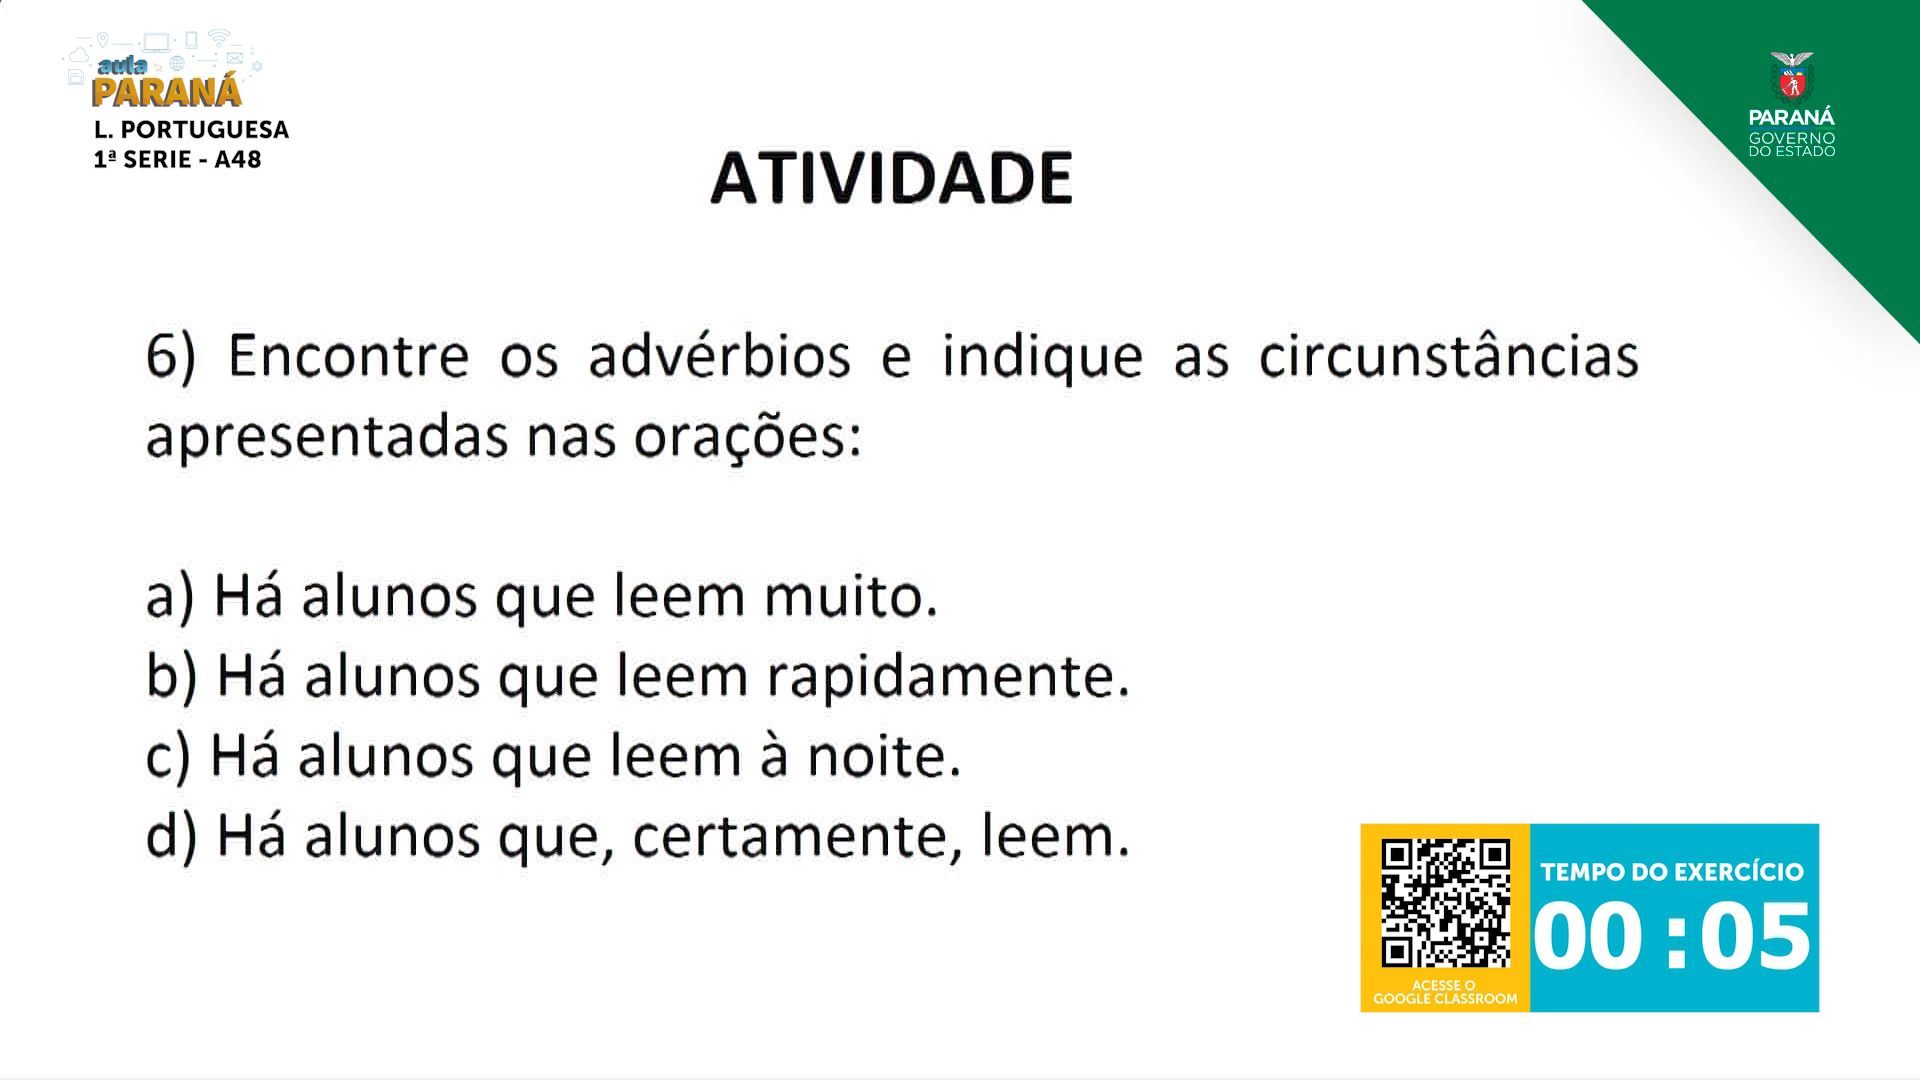 aula
PARANÁ
L. PORTUGUESA
1ª SERIE - A48
PARANÁ
GOVERNO
DO ESTADO
ATIVIDADE
6) Encontre os advérbios e indique as circunstâncias
apresentadas nas orações:
a) Há alunos que leem muito.
b) Há alunos que leem rapidamente.
c) Há alunos que leem à noite.
d) Há alunos que, certamente, leem.
TEMPO DO EXERCÍCIO
00:05
ACESSE O
GOOGLE CLASSROOM